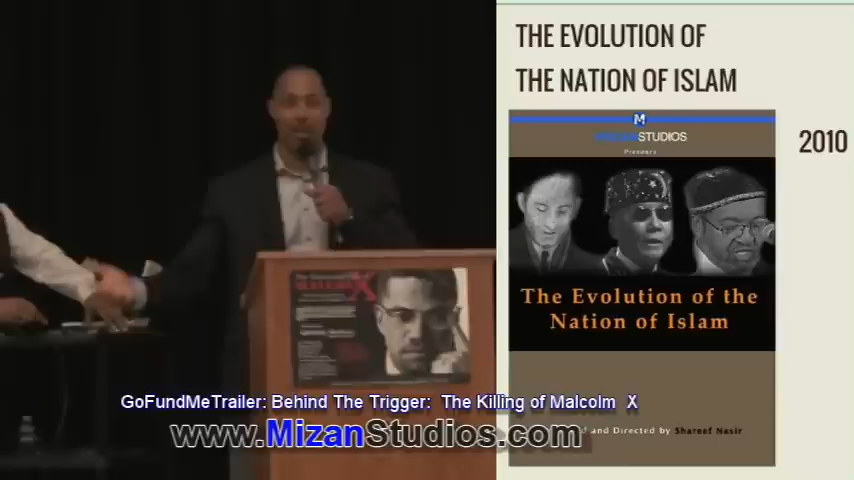 THE EVOLUTION OF
THE NATION OF ISLAM
2010
M
STUDIOS
Presents
The Evolution of the
Nation of Islam
and Directed by Shareef Nasir
X
GoFundMeTrailer: Behind The Trigger: The Killing of Malcolm X
www.MizanStudios.com